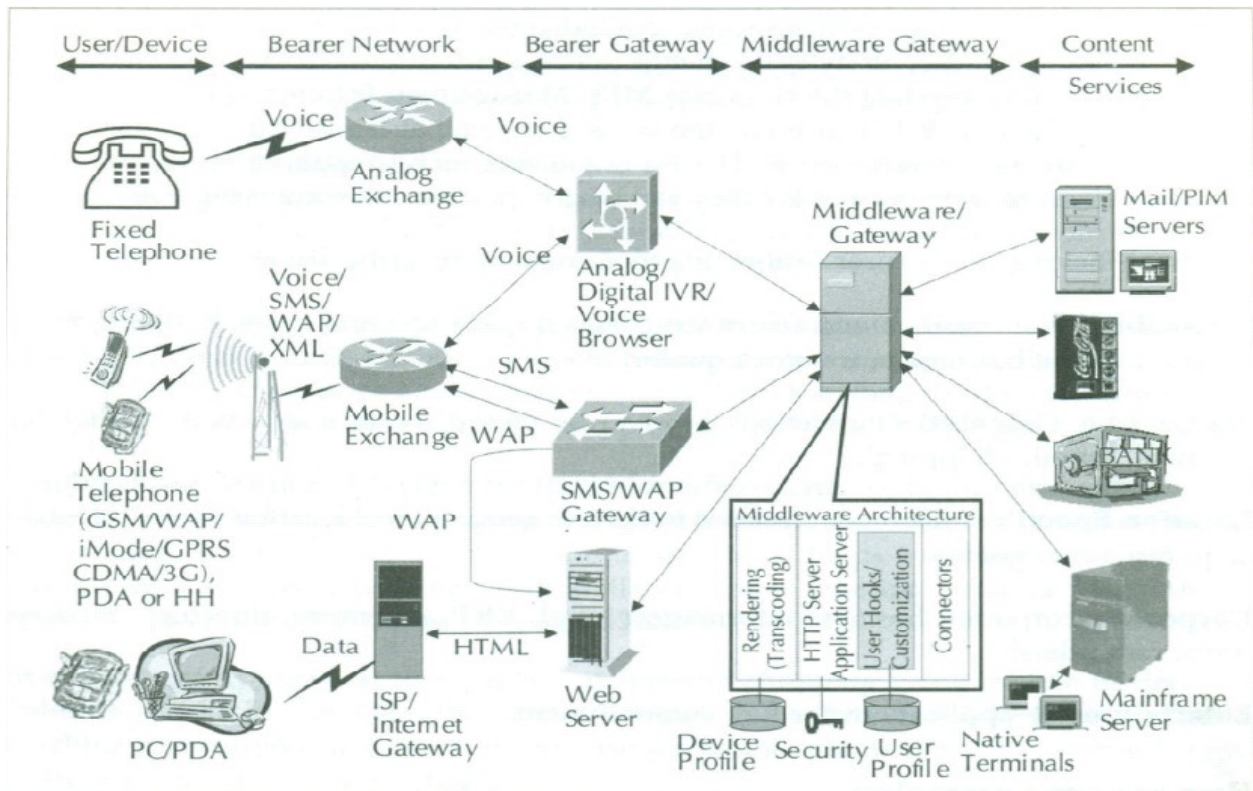 User/Device
Bearer Network
Bearer Gateway
Middleware Gateway
Content
Services
Voice
Voice
Analog
Exchange
Fixed
Telephone
Voice
Analog/
Digital IVR/
Voice
Browser
Middleware/
Gateway
Mail/PIM
Servers
Voice/
SMS/
WAP/
XML
SMS
Mobile
Exchange
WAP
SMS/WAP
Gateway
Coca-Cola
BANK
Mobile
Telephone
(GSM/WAP/
iMode/GPRS
CDMA/3G),
PDA or HH
WAP
Middleware Architecture
Rendering
(Transcoding)
HTTP Server
Application Server
User Hooks/
Customization
Connectors
Data
HTML
ISP/
Internet
Gateway
Web
Server
PC/PDA
Device
Profile
Security
User
Profile
Native
Terminals
Mainframe
Server